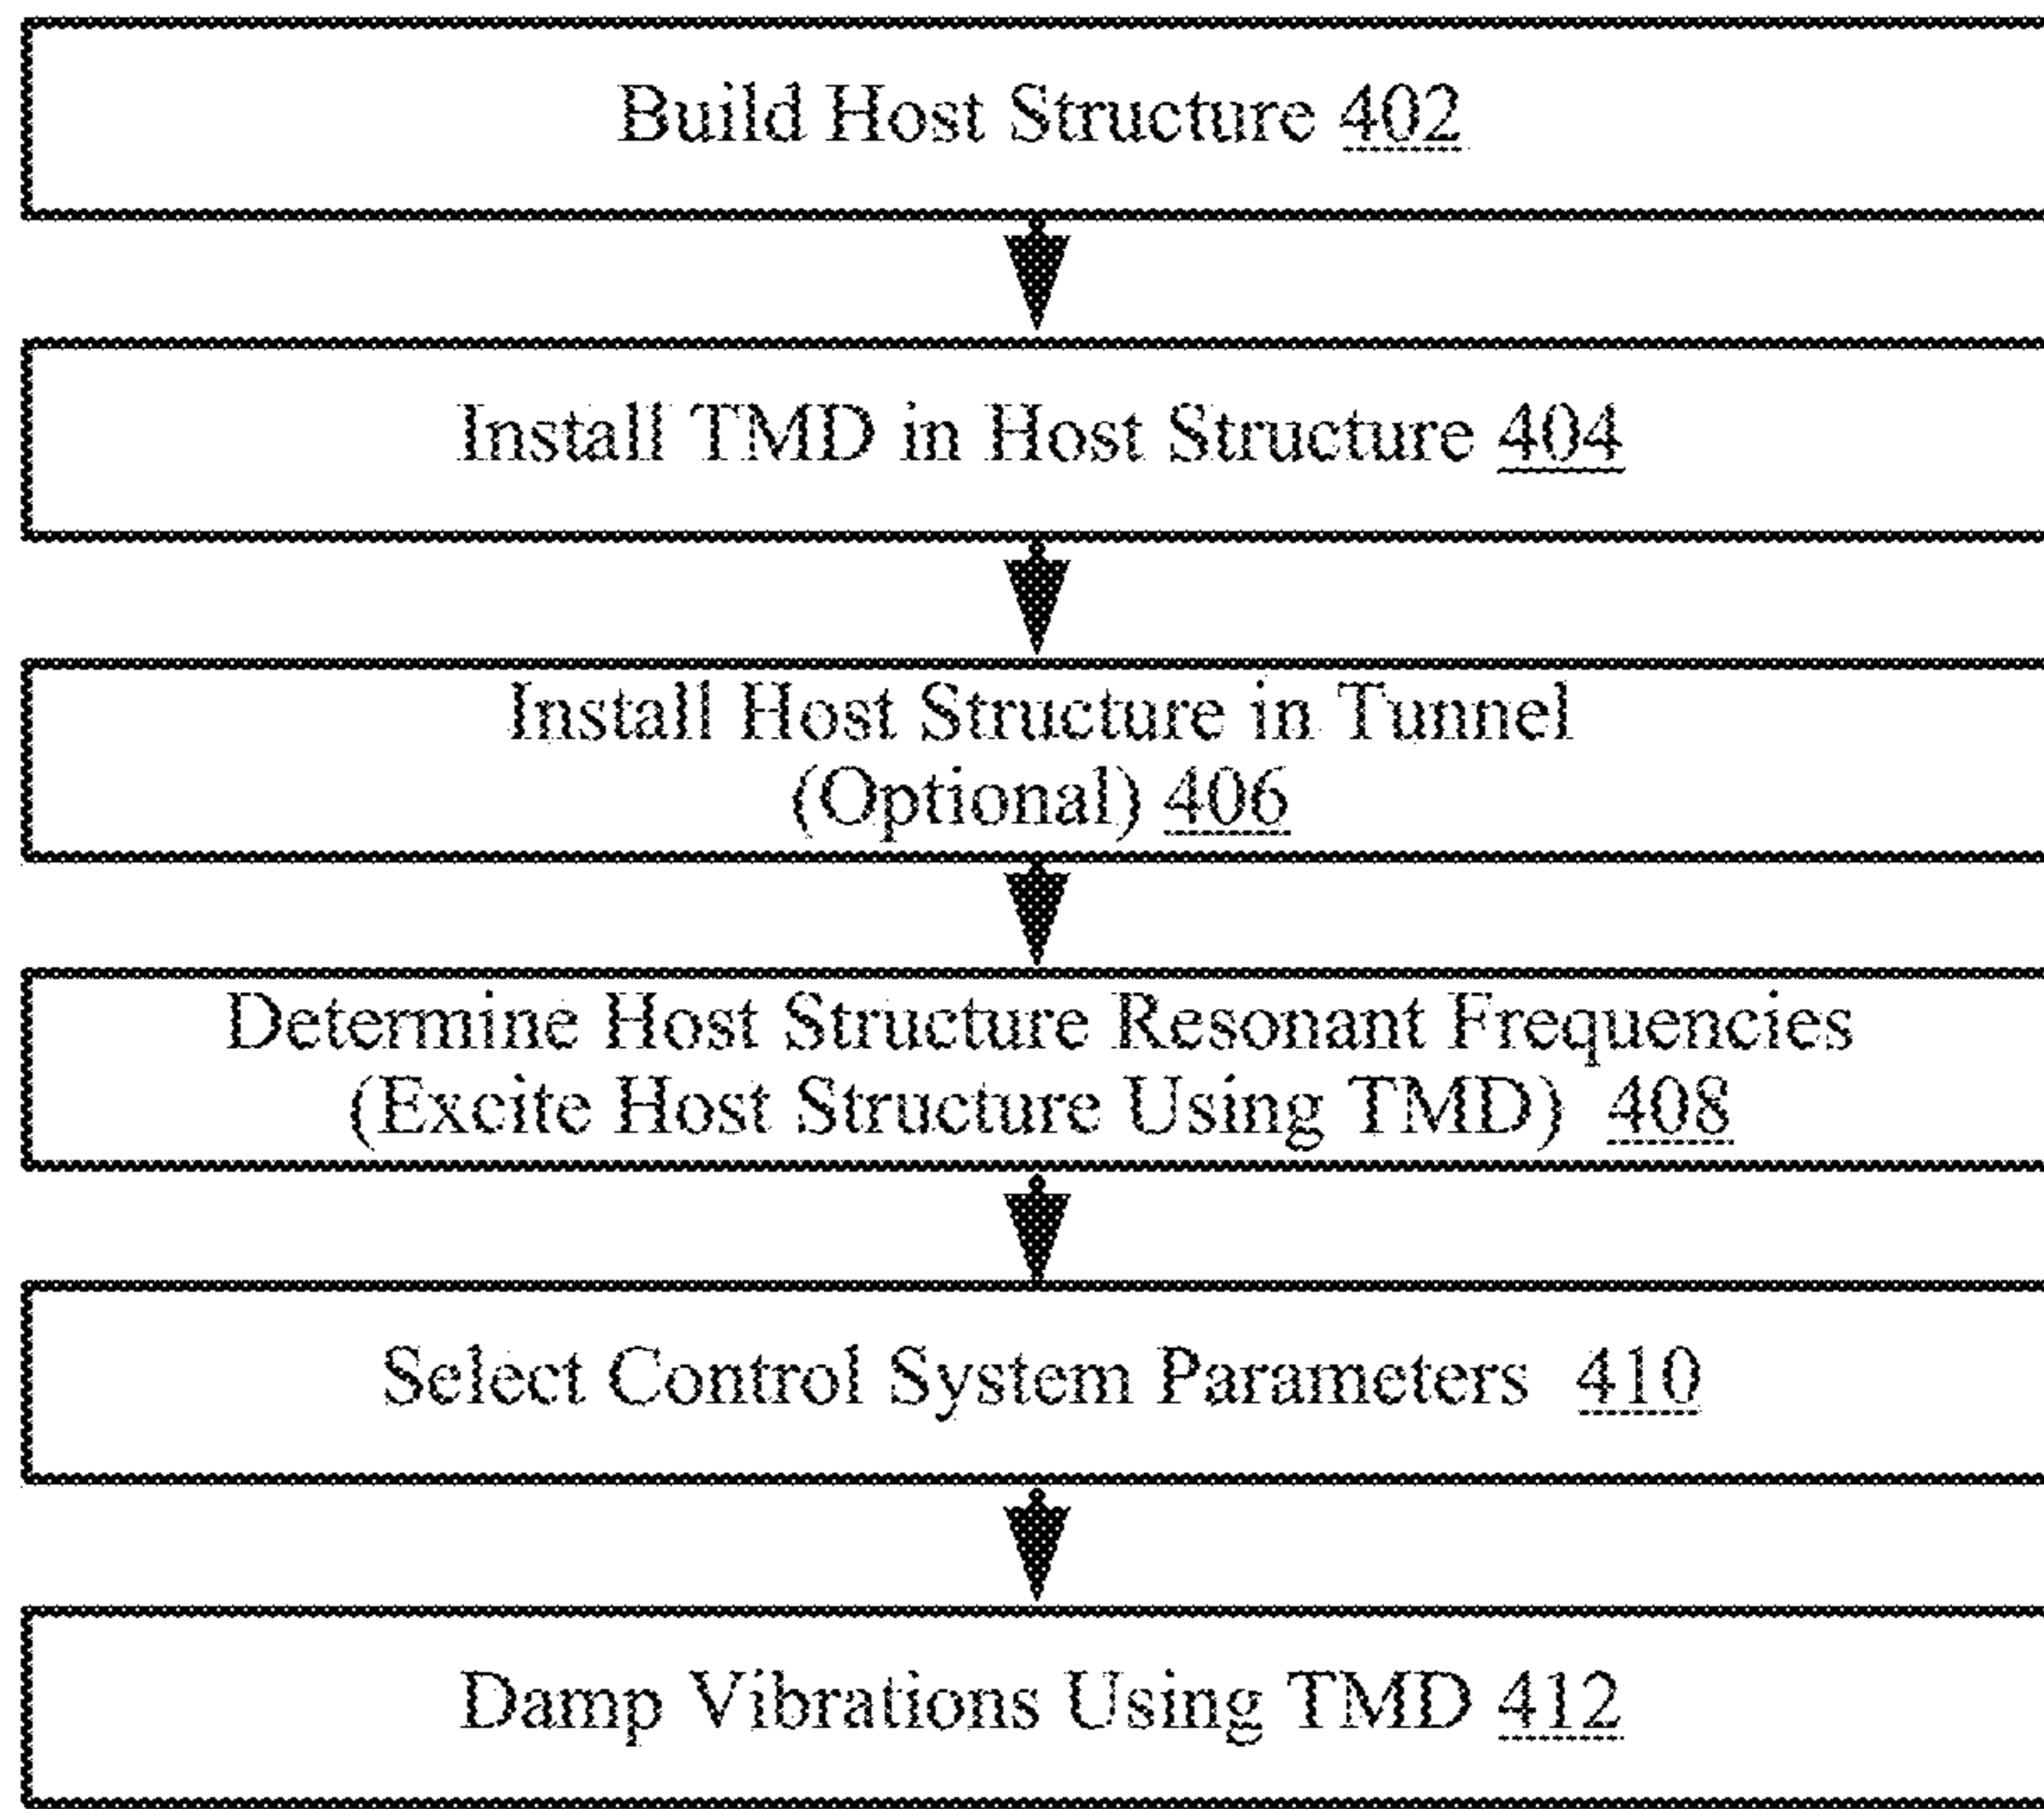 Build Host Structure 402
Install TMD in Host Structure 404
Install Host Structure in Tunnel
(Optional) 406
Determine Host Structure Resonant Frequencies
(Excite Host Structure Using TMD) 408
Select Control System Parameters 410
Damp Vibrations Using TMD 412